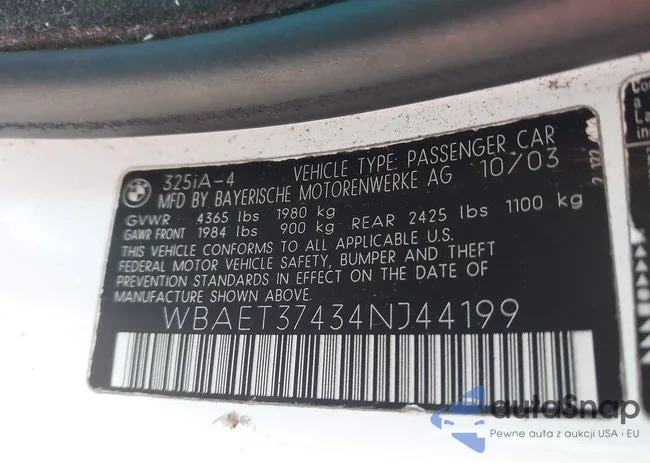 325iA-4 VEHICLE TYPE: PASSENGER CAR
MFD BY BAYERISCHE MOTORENWERKE AG 10/03
GVWR 4365 lbs 1980 kg
GAWR FRONT 1984 lbs 900 kg REAR 2425 lbs 1100 kg
THIS VEHICLE CONFORMS TO ALL APPLICABLE U.S.
FEDERAL MOTOR VEHICLE SAFETY, BUMPER AND THEFT
PREVENTION STANDARDS IN EFFECT ON THE DATE OF
MANUFACTURE SHOWN ABOVE.
WBAET37434NJ44199
autoSnap
Pewne auta z aukcji USA i EU